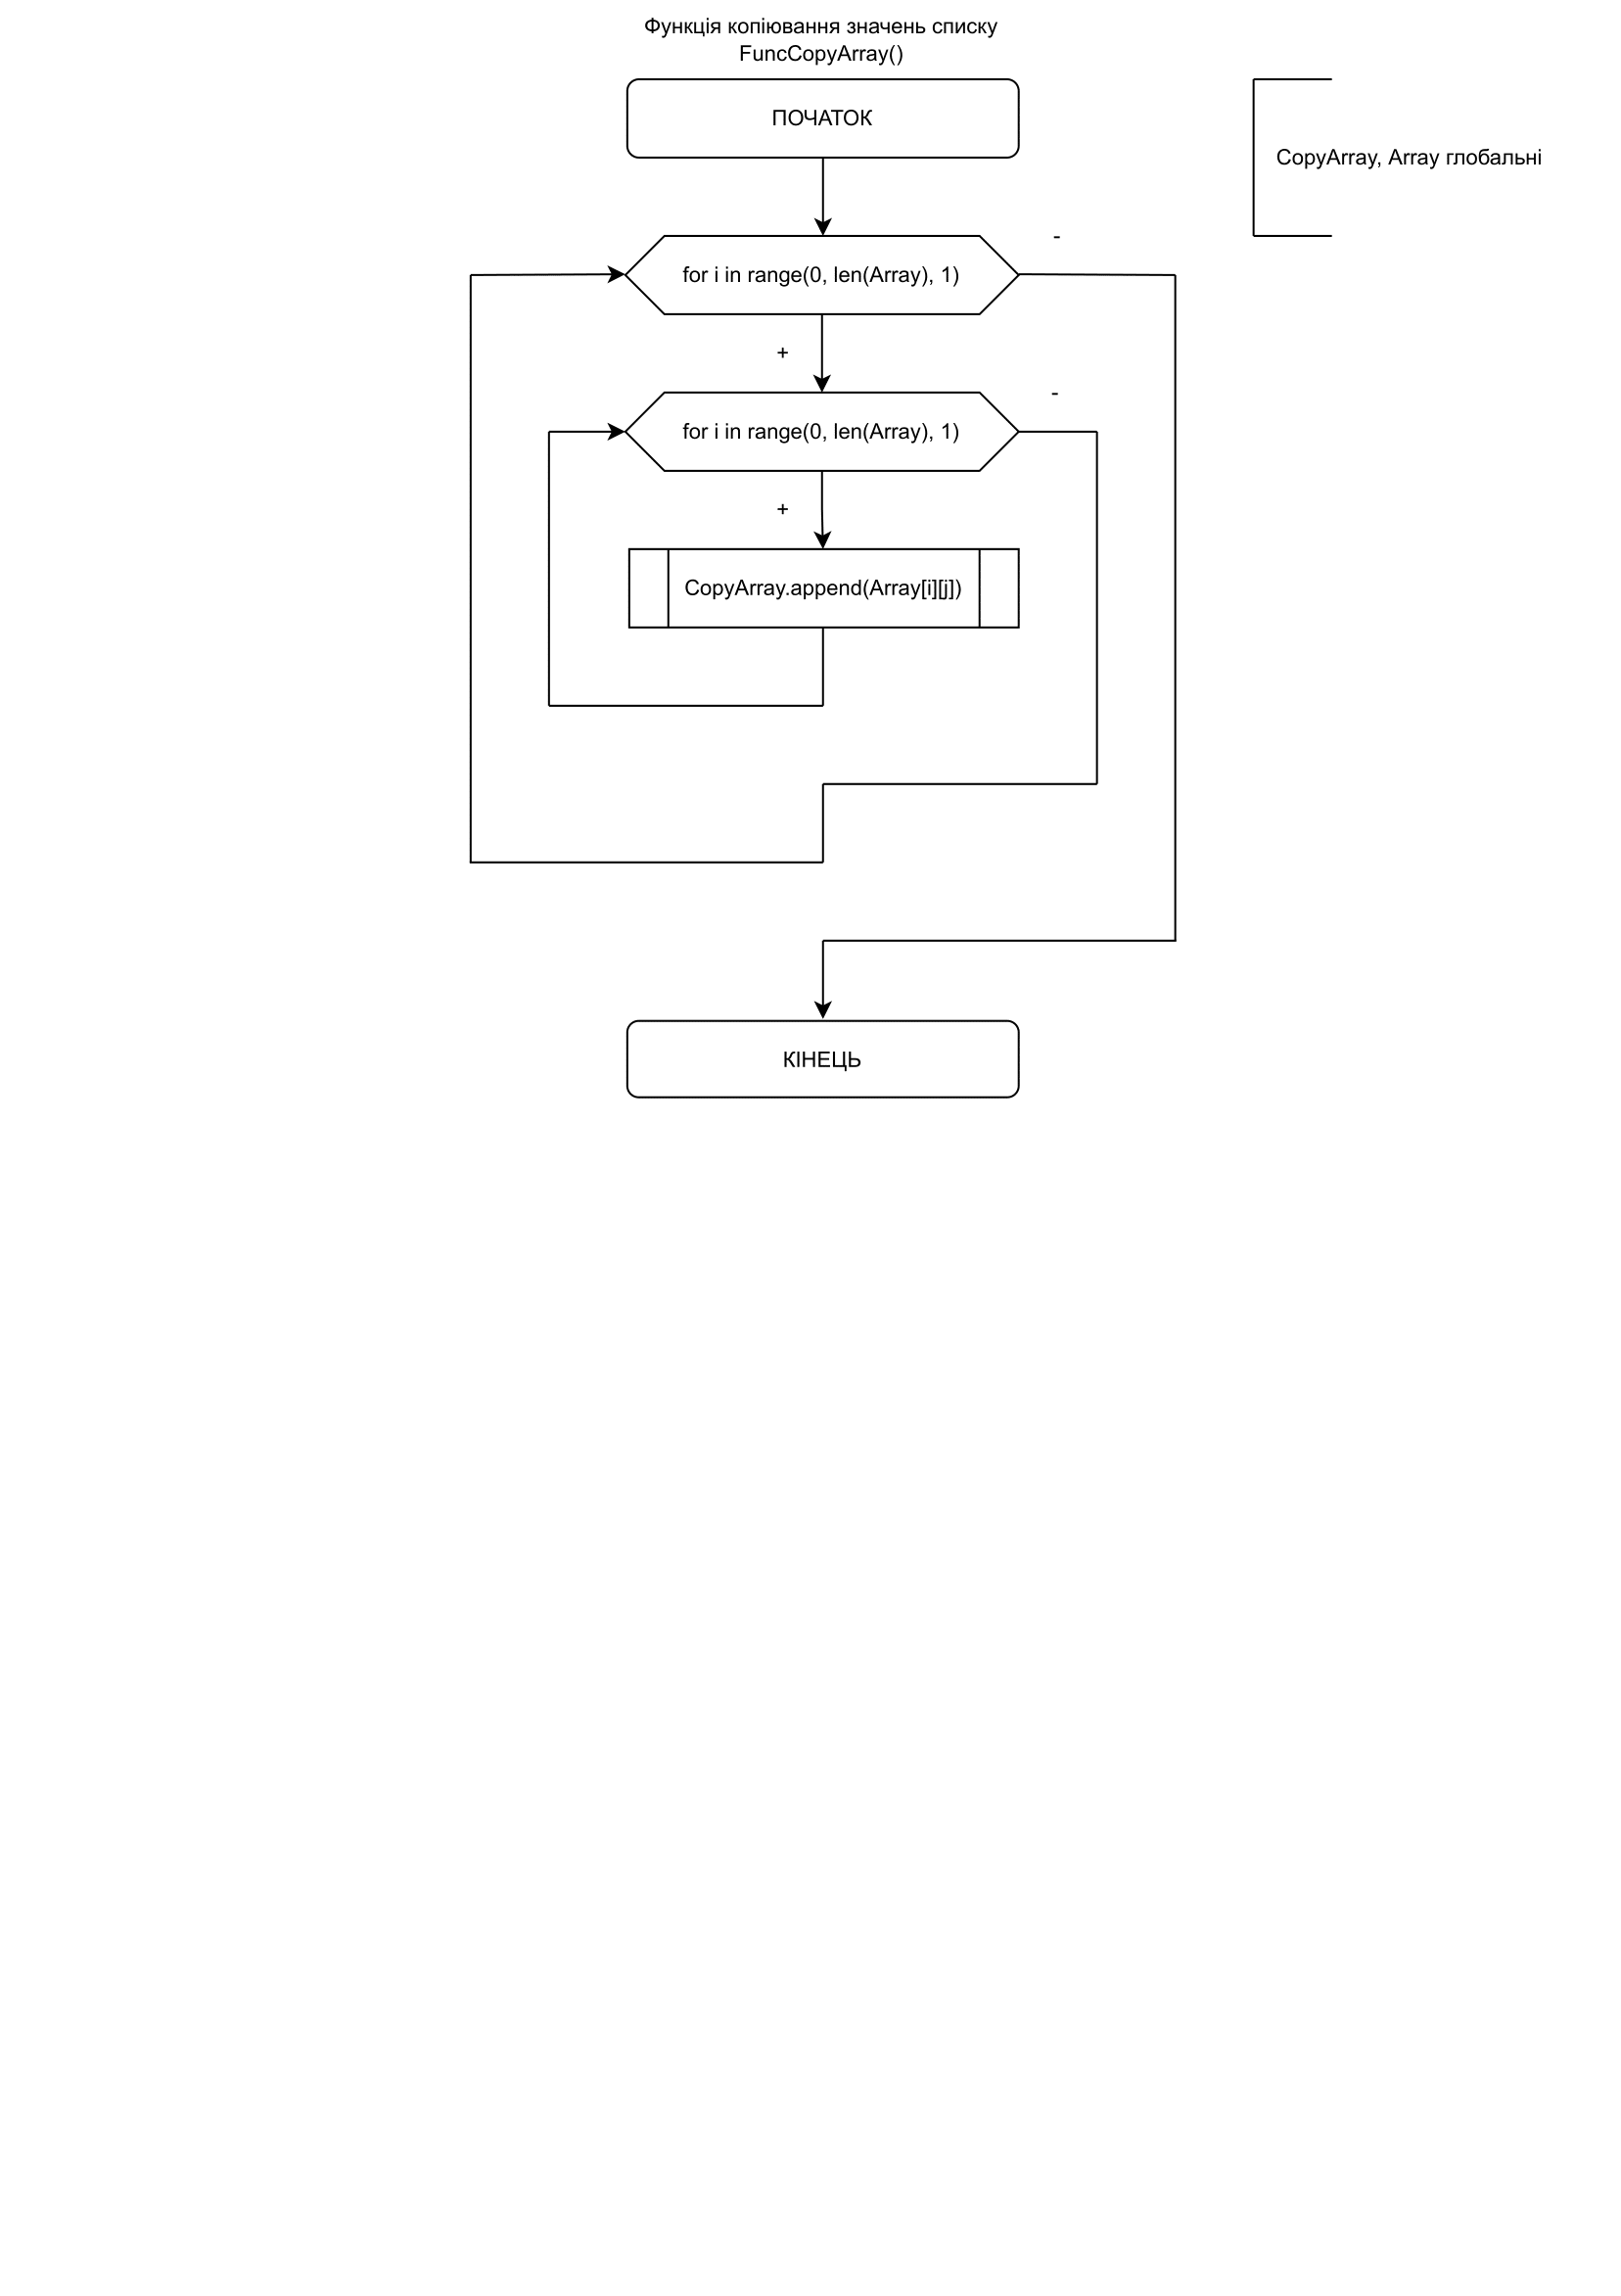 Функція копіювання значень списку
FuncCopyArray()
ПОЧАТОК
CopyArray, Array глобальні
-
for i in range(0, len(Array), 1)
+
-
for i in range(0, len(Array), 1)
+
CopyArray.append(Array[i][j])
КІНЕЦЬ